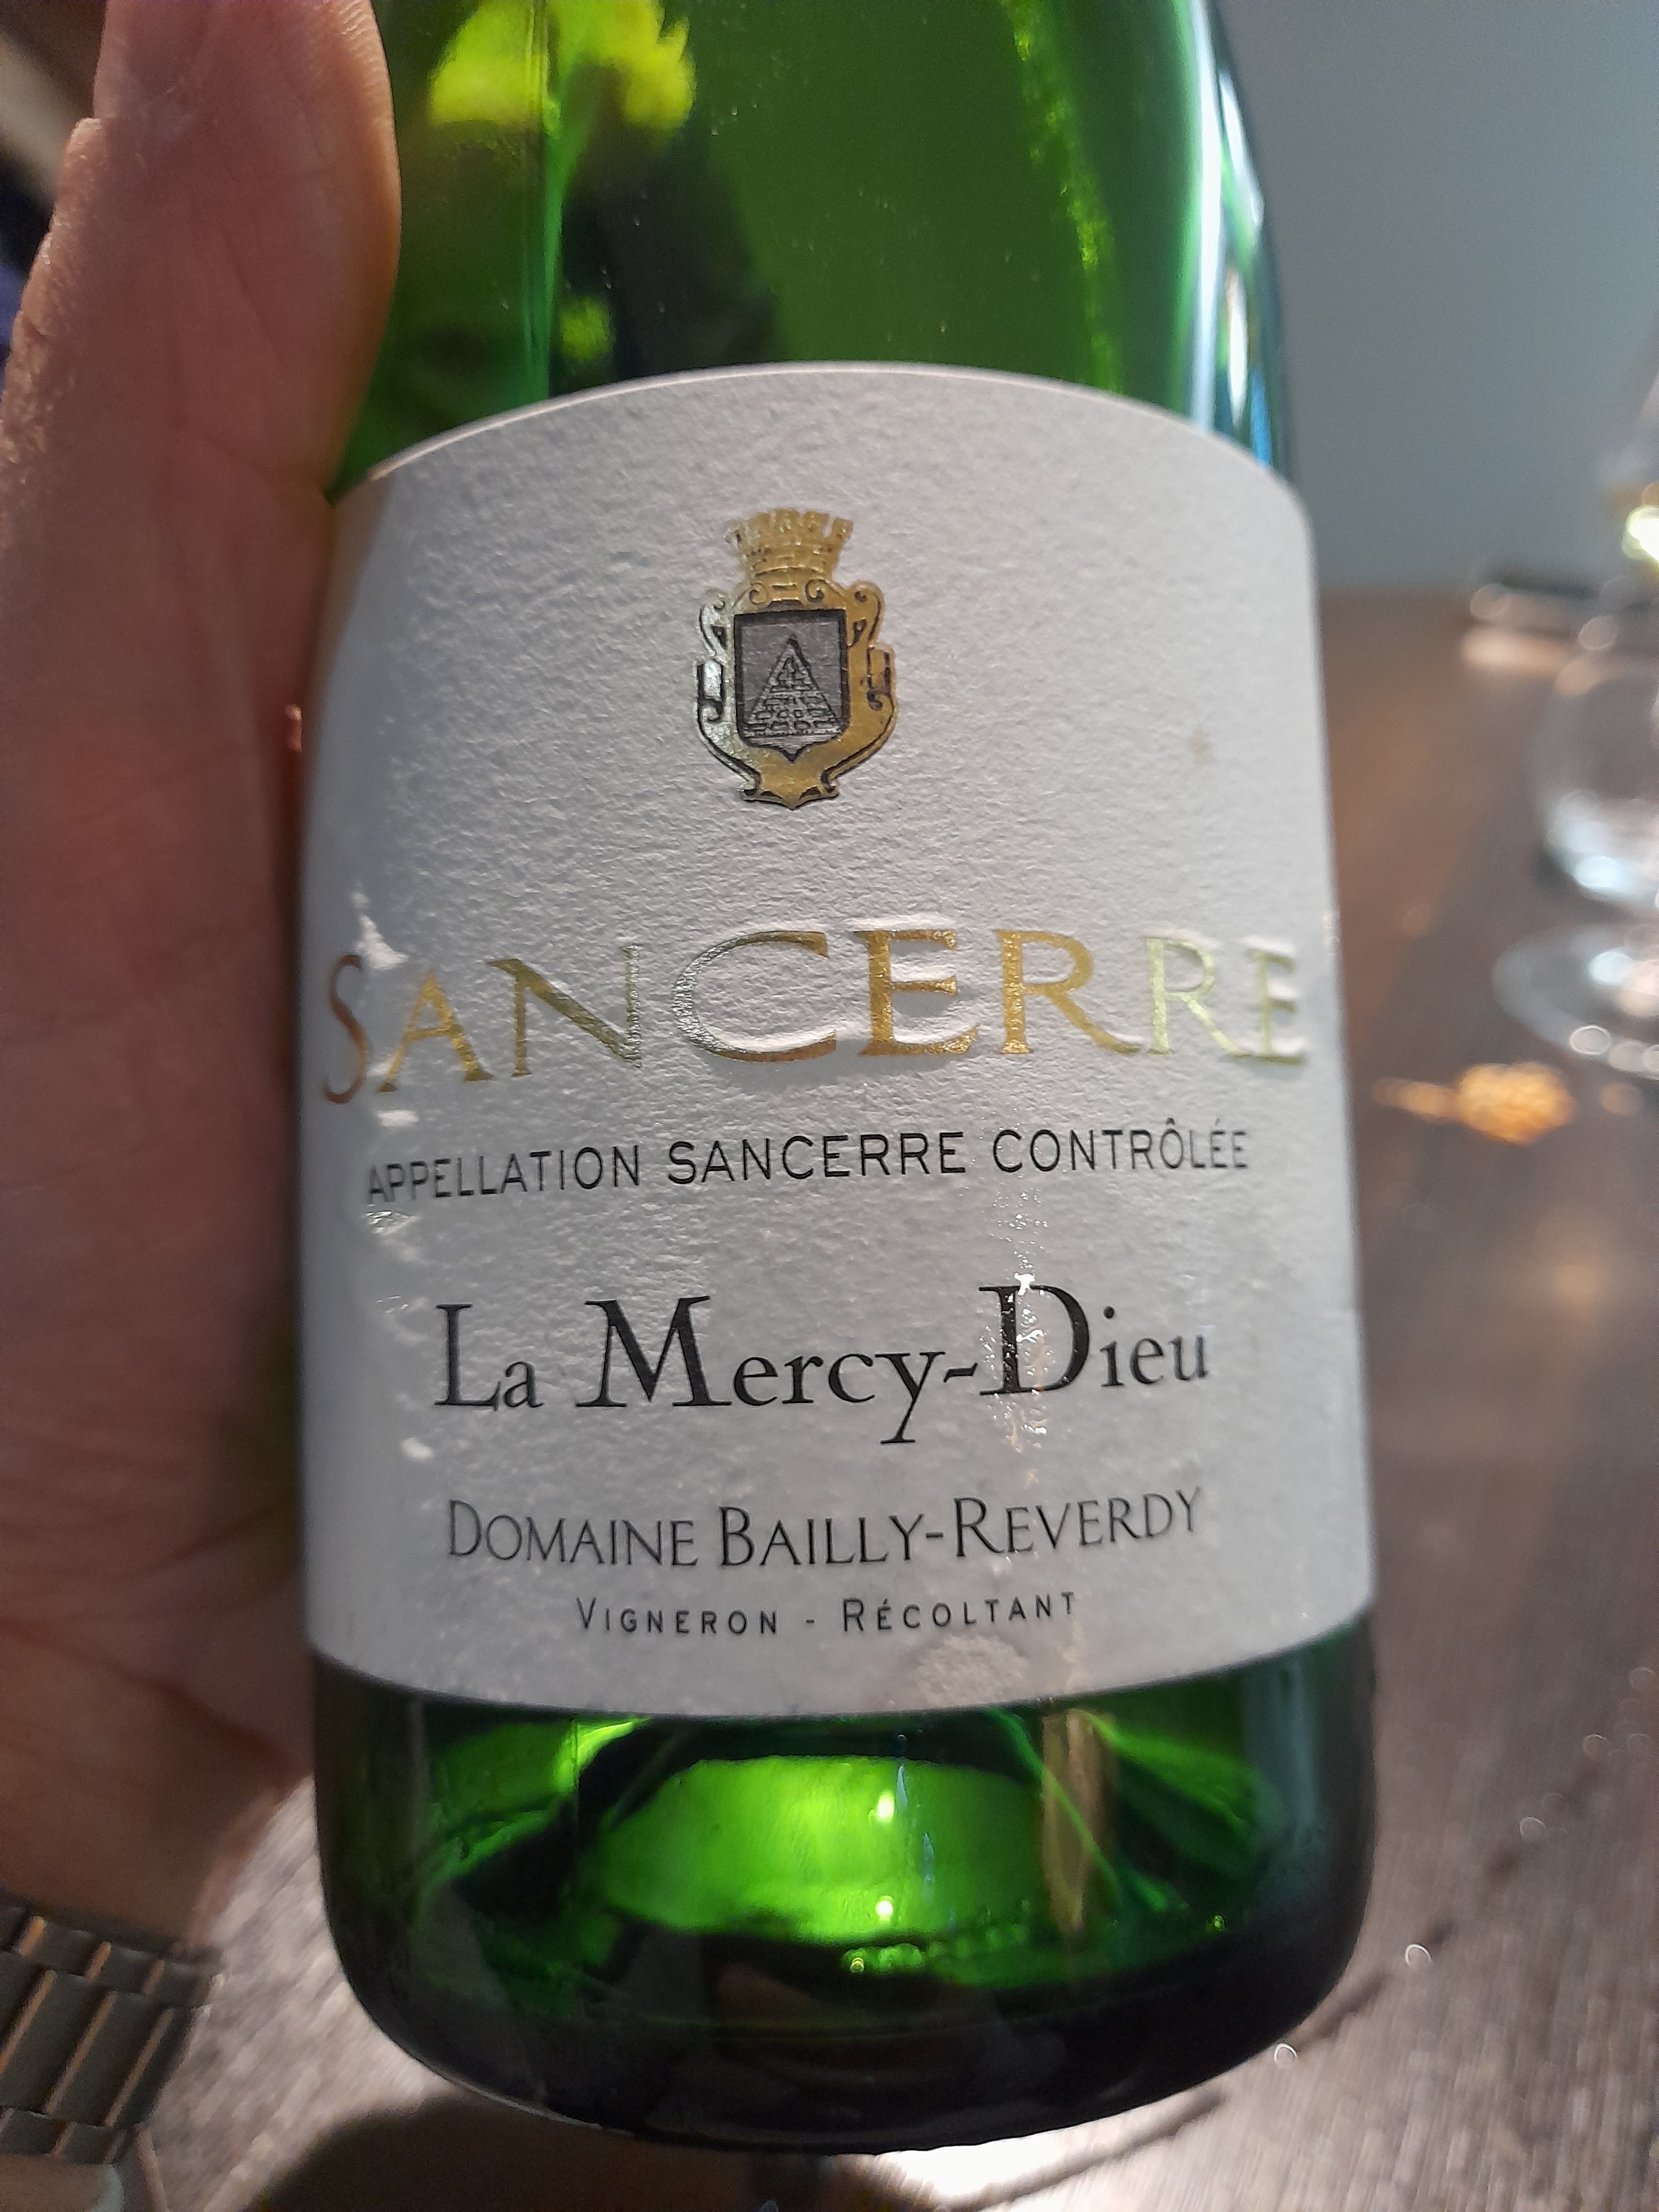 SANCERRE
APPELLATION SANCERRE CONTRÔLÉE
La Mercy-Dieu
DOMAINE BAILLY-REVERDY
VIGNERON - RÉCOLTANT